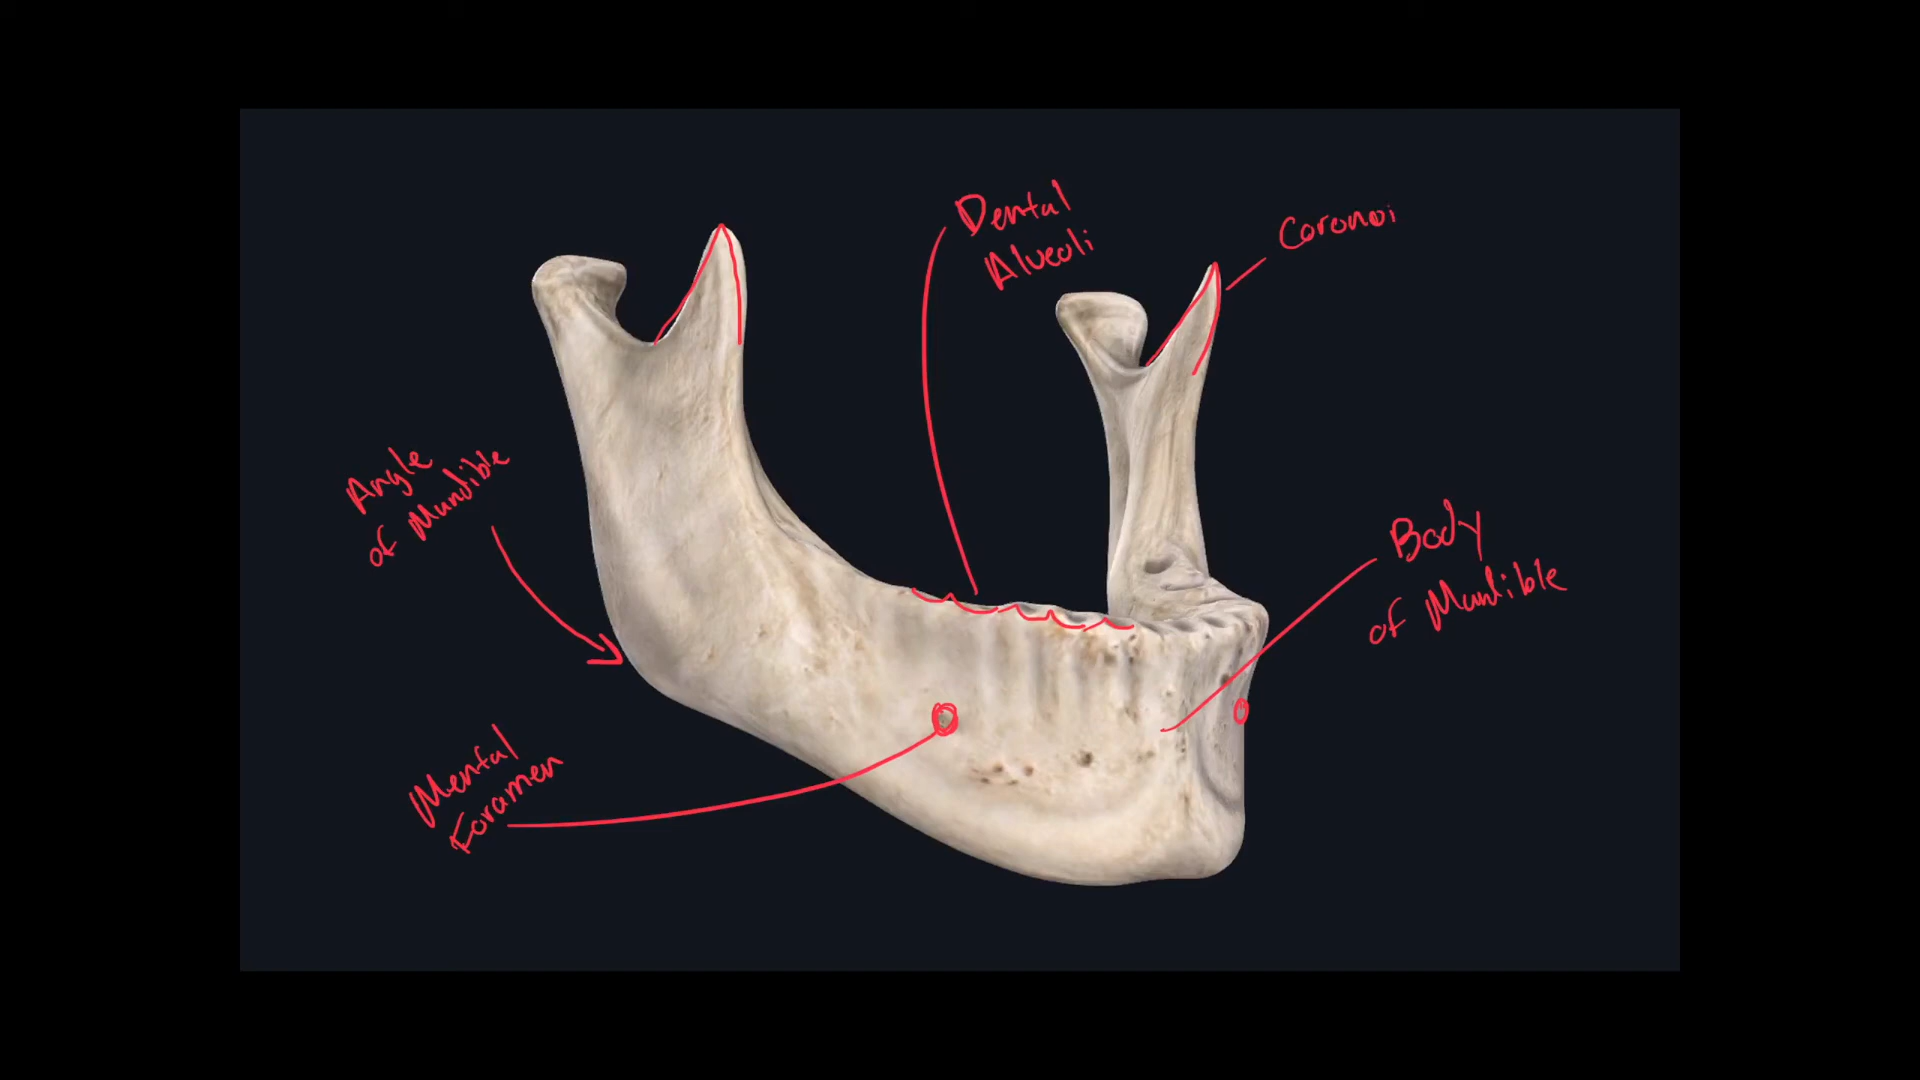 Dental
Alveoli
Coronoi
Angle
of Mandible
Body
of Mandible
Mental
Foramen